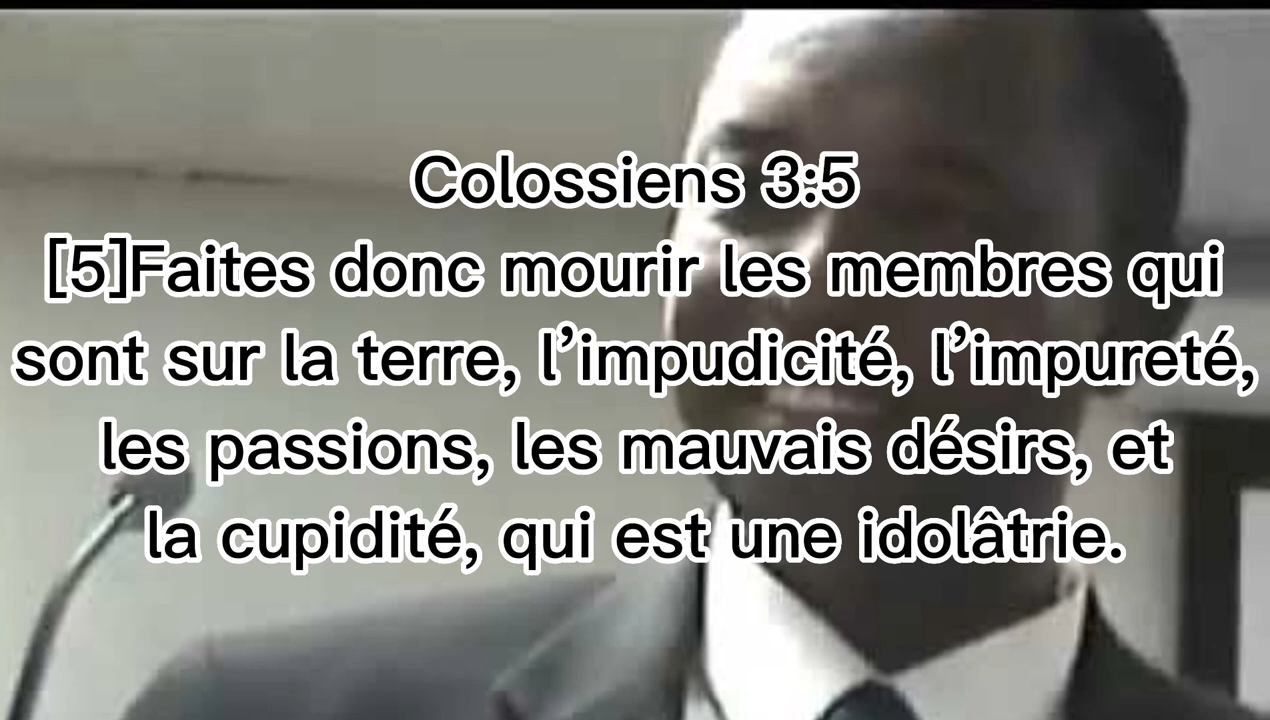 Colossiens 3:5
[5]Faites donc mourir les membres qui
sont sur la terre, l’impudicité, l’impureté,
les passions, les mauvais désirs, et
la cupidité, qui est une idolâtrie.